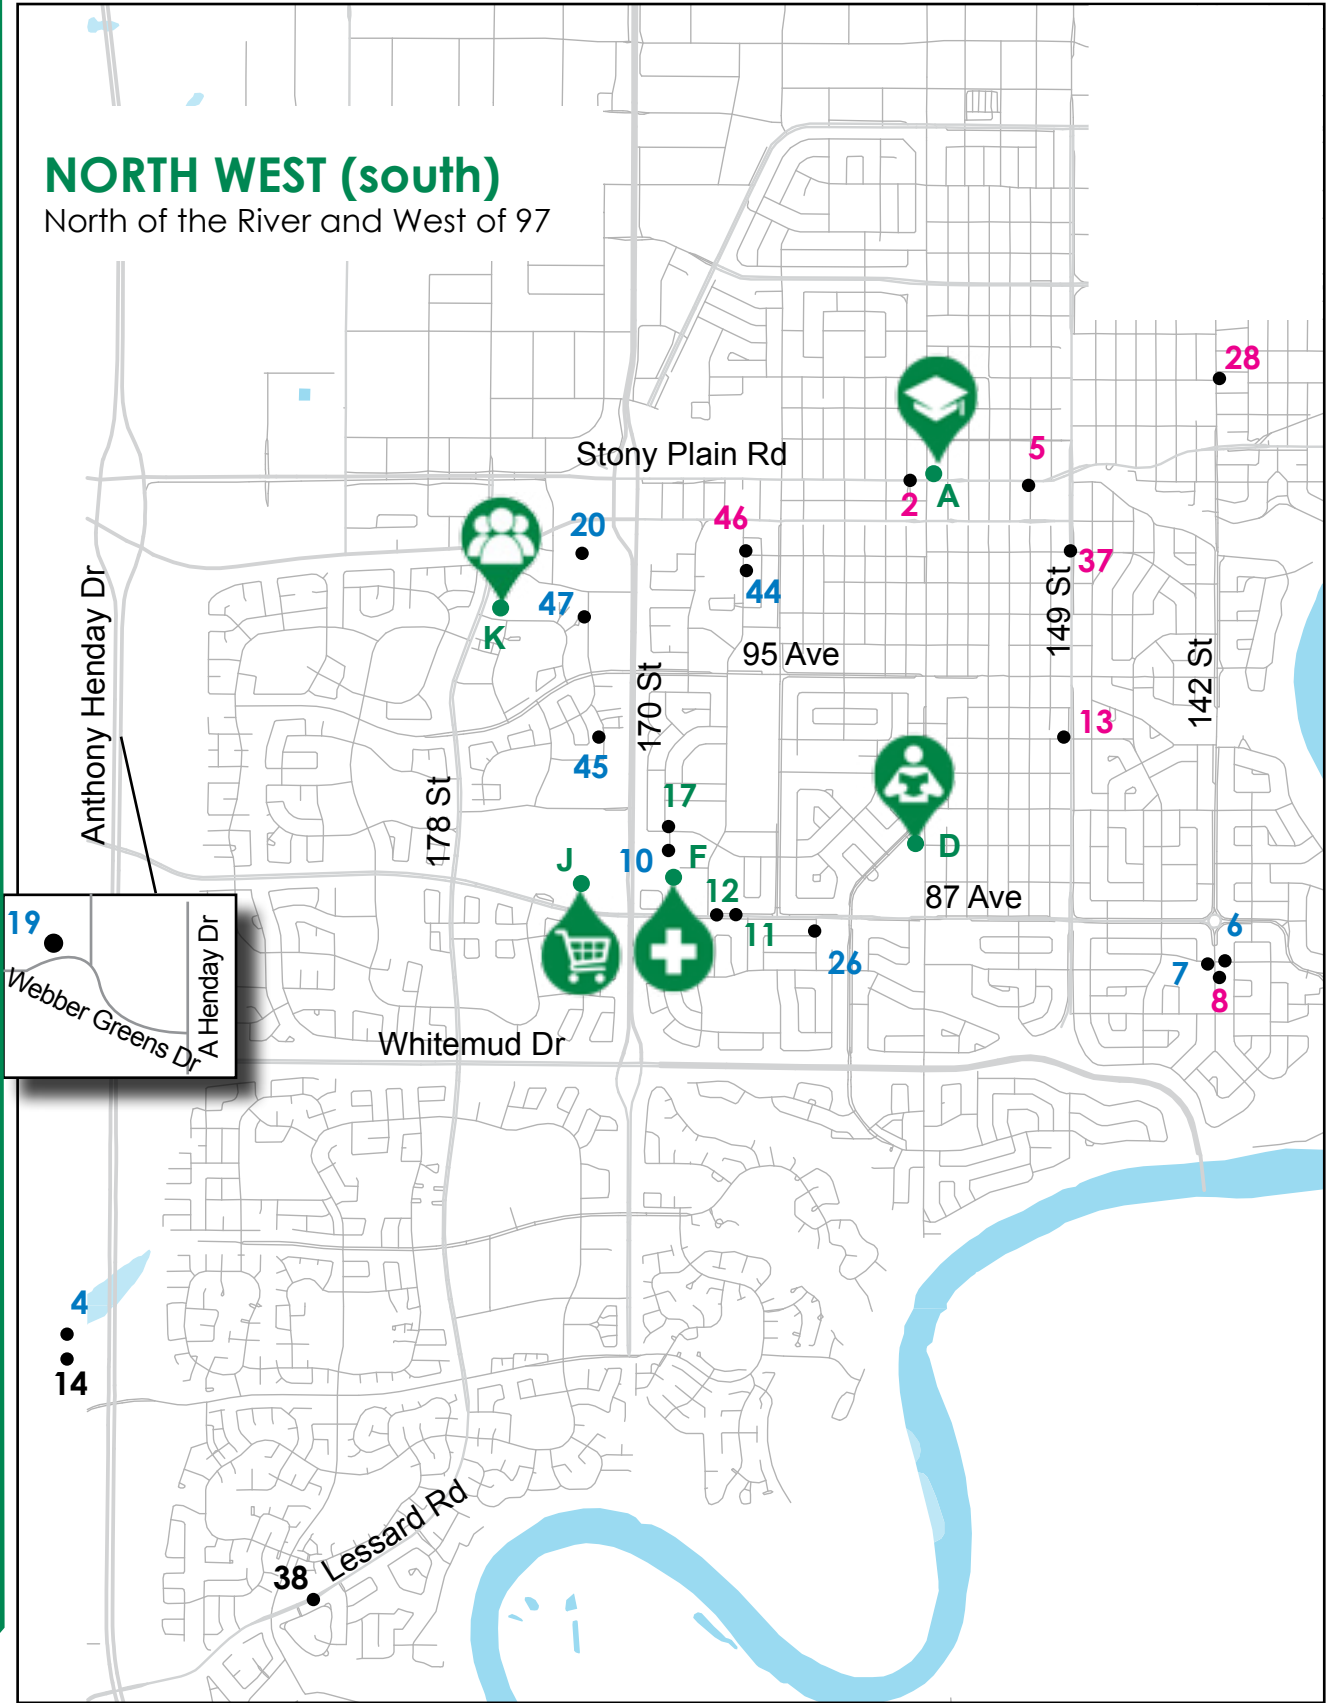 NORTH WEST (south)
North of the River and West of 97
28
Stony Plain Rd
5
2
A
46
20
37
44
47
K
149 St
95 Ave
142 St
Anthony Henday Dr
170 St
13
45
178 St
17
10
F
J
D
12
87 Ave
11
6
19
26
7
8
Webber Greens Dr
A Henday Dr
Whitemud Dr
4
14
Lessard Rd
38